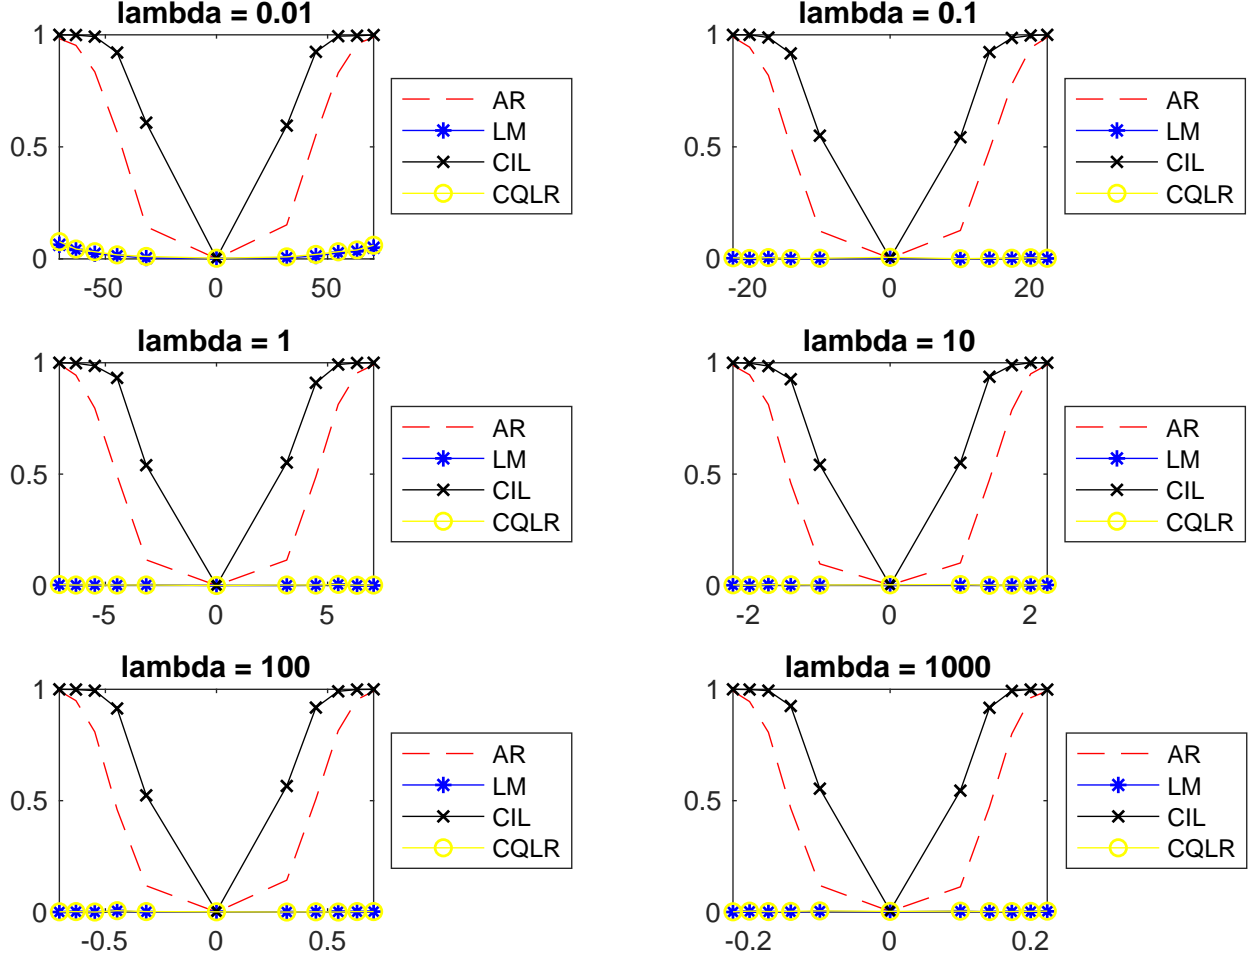 lambda = 0.01
1
0.5
0
-50
0
50
AR
LM
CIL
CQLR
lambda = 0.1
1
0.5
0
-20
0
20
AR
LM
CIL
CQLR
lambda = 1
1
0.5
0
-5
0
5
AR
LM
CIL
CQLR
lambda = 10
1
0.5
0
-2
0
2
AR
LM
CIL
CQLR
lambda = 100
1
0.5
0
-0.5
0
0.5
AR
LM
CIL
CQLR
lambda = 1000
1
0.5
0
-0.2
0
0.2
AR
LM
CIL
CQLR